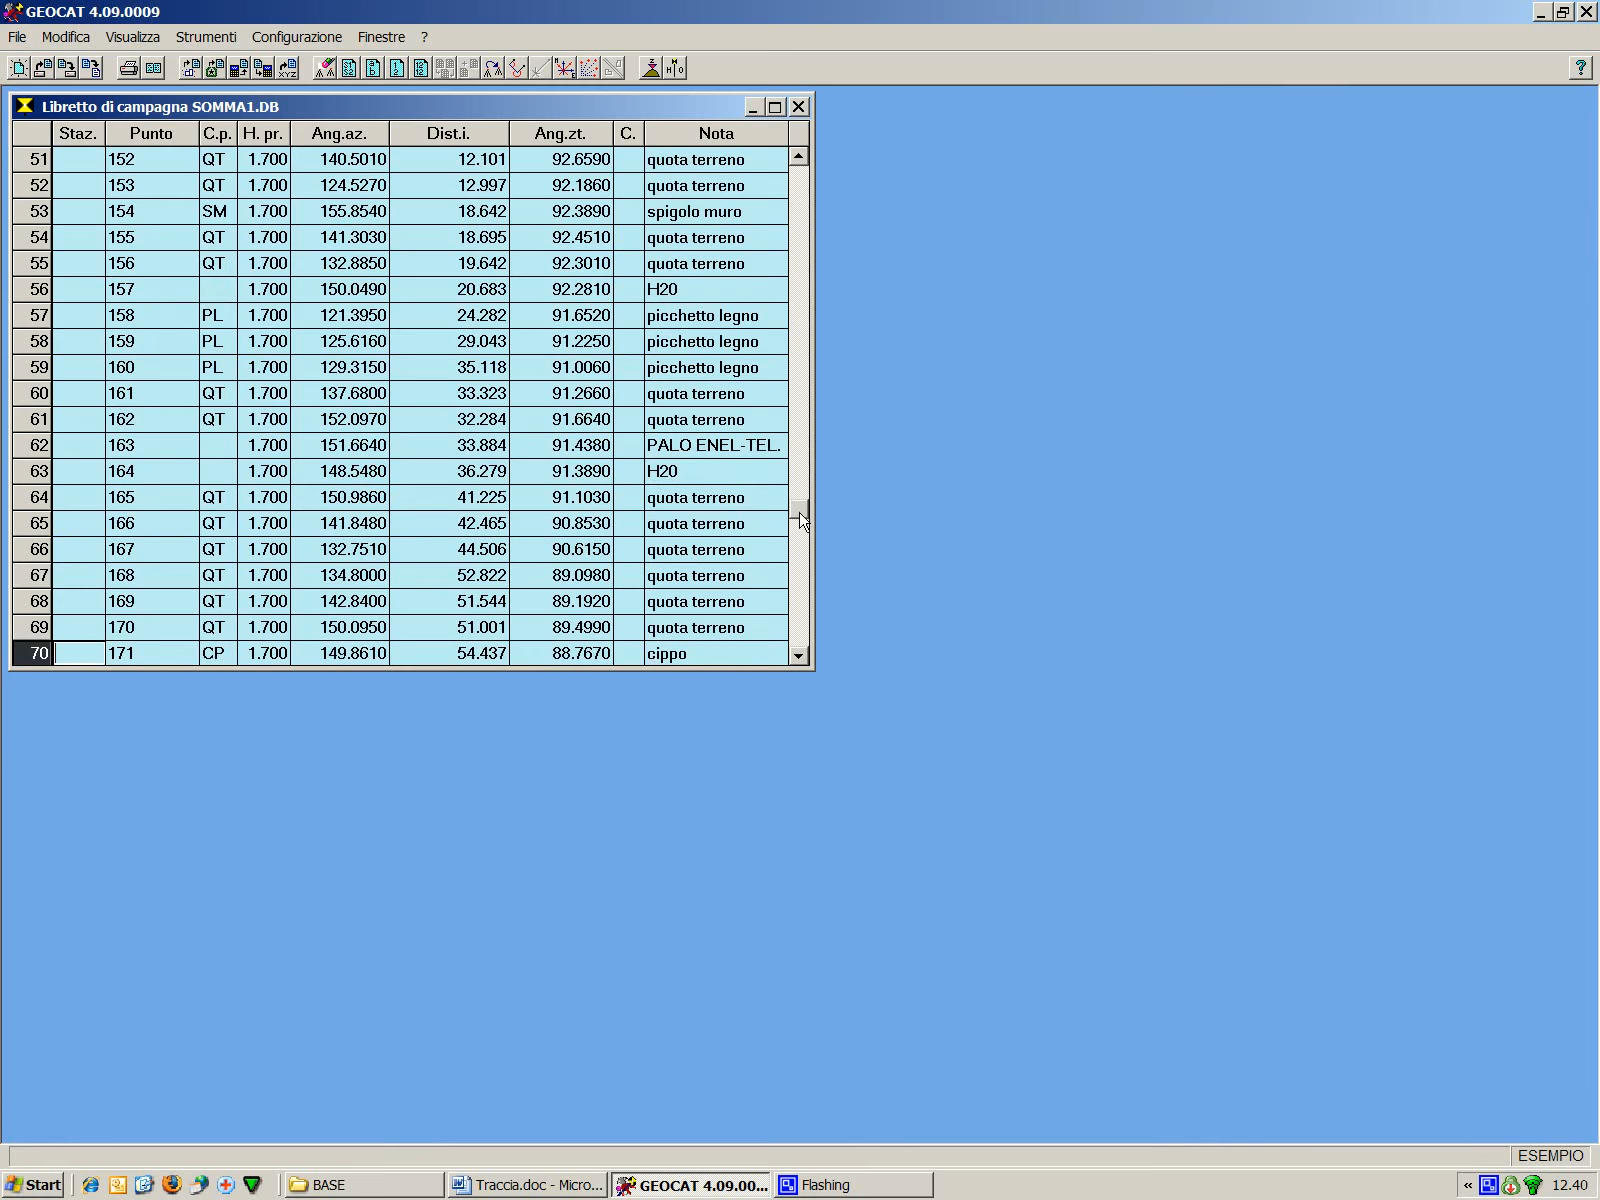 GEOCAT 4.09.0009
File Modifica Visualizza Strumenti Configurazione Finestre ?
Libretto di campagna SOMMA1.DB
Staz. Punto C.p. H. pr. Ang.az. Dist.i. Ang.zt. C. Nota
51 152 QT 1.700 140.5010 12.101 92.6590 quota terreno
52 153 QT 1.700 124.5270 12.997 92.1860 quota terreno
53 154 SM 1.700 155.8540 18.642 92.3890 spigolo muro
54 155 QT 1.700 141.3030 18.695 92.4510 quota terreno
55 156 QT 1.700 132.8850 19.642 92.3010 quota terreno
56 157 1.700 150.0490 20.683 92.2810 H20
57 158 PL 1.700 121.3950 24.282 91.6520 picchetto legno
58 159 PL 1.700 125.6160 29.043 91.2250 picchetto legno
59 160 PL 1.700 129.3150 35.118 91.0060 picchetto legno
60 161 QT 1.700 137.6800 33.323 91.2660 quota terreno
61 162 QT 1.700 152.0970 32.284 91.6640 quota terreno
62 163 1.700 151.6640 33.884 91.4380 PALO ENEL-TEL.
63 164 1.700 148.5480 36.279 91.3890 H20
64 165 QT 1.700 150.9860 41.225 91.1030 quota terreno
65 166 QT 1.700 141.8480 42.465 90.8530 quota terreno
66 167 QT 1.700 132.7510 44.506 90.6150 quota terreno
67 168 QT 1.700 134.8000 52.822 89.0980 quota terreno
68 169 QT 1.700 142.8400 51.544 89.1920 quota terreno
69 170 QT 1.700 150.0950 51.001 89.4990 quota terreno
70 171 CP 1.700 149.8610 54.437 88.7670 cippo
ESEMPIO
Start BASE Traccia.doc - Micro... GEOCAT 4.09.00... Flashing « 12.40